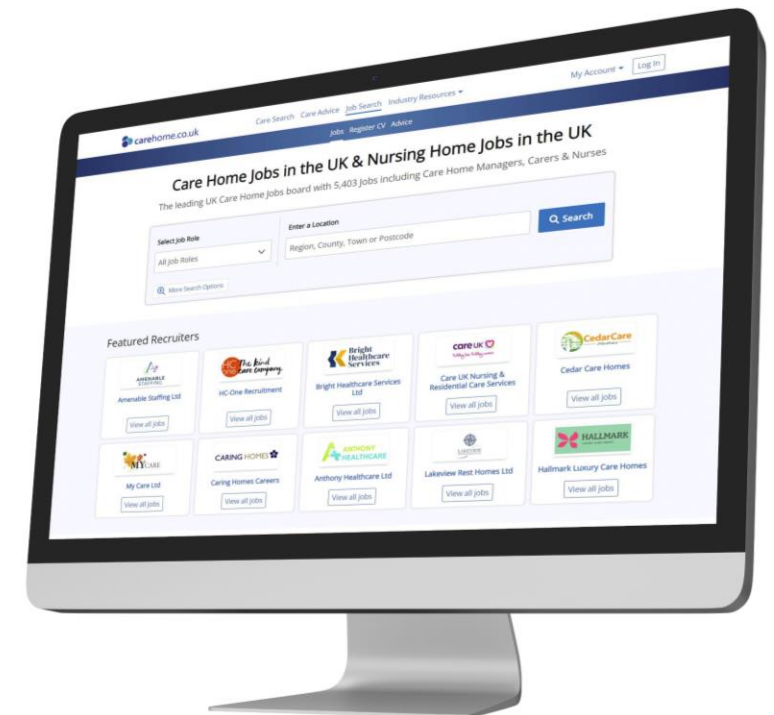 carehome.co.uk
Care Search Care Advice Job Search Industry Resources
My Account
Log In
Jobs Register CV Advice
Care Home Jobs in the UK & Nursing Home Jobs in the UK
The leading UK Care Home Jobs board with 5,403 Jobs including Care Home Managers, Carers & Nurses
Select Job Role
Enter a Location
All Job Roles
Region, County, Town or Postcode
Search
More Search Options
Featured Recruiters
AMENABLE
STAFFING
Amenable Staffing Ltd
View all jobs
HC
one
The kind
care company.
HC-One Recruitment
View all jobs
Bright
Healthcare
Services
Bright Healthcare Services
Ltd
View all jobs
care UK
Care UK Nursing &
Residential Care Services
View all jobs
CedarCare
Cedar Care Homes
View all jobs
MYCARE
My Care Ltd
View all jobs
CARING HOMES
Caring Homes Careers
View all jobs
ANTHONY
HEALTHCARE
Anthony Healthcare Ltd
View all jobs
LAKEVIEW
Lakeview Rest Homes Ltd
View all jobs
HALLMARK
Hallmark Luxury Care Homes
View all jobs